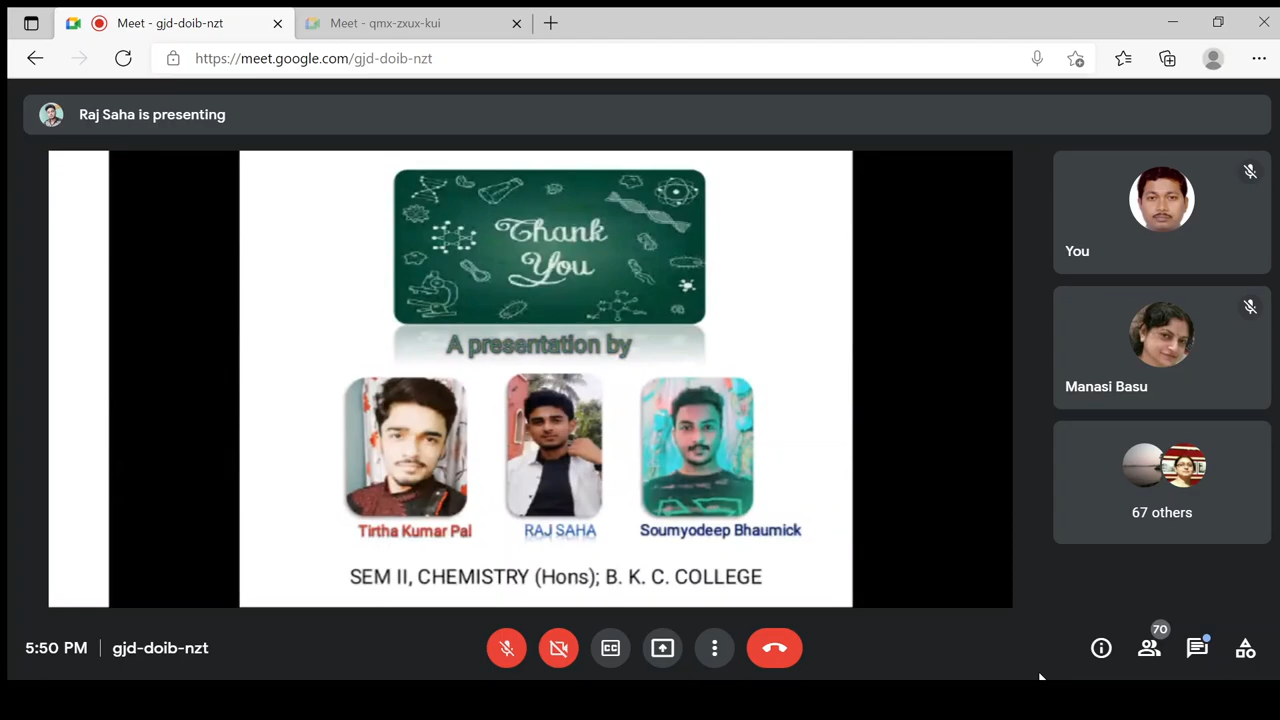 Meet - gjd-doib-nzt
Meet - qmx-zxux-kui
https://meet.google.com/gjd-doib-nzt
Raj Saha is presenting
Thank
You
A presentation by
Tirtha Kumar Pal
RAJ SAHA
Soumyodeep Bhaumick
SEM II, CHEMISTRY (Hons); B. K. C. COLLEGE
You
Manasi Basu
67 others
5:50 PM
gjd-doib-nzt
CC
70